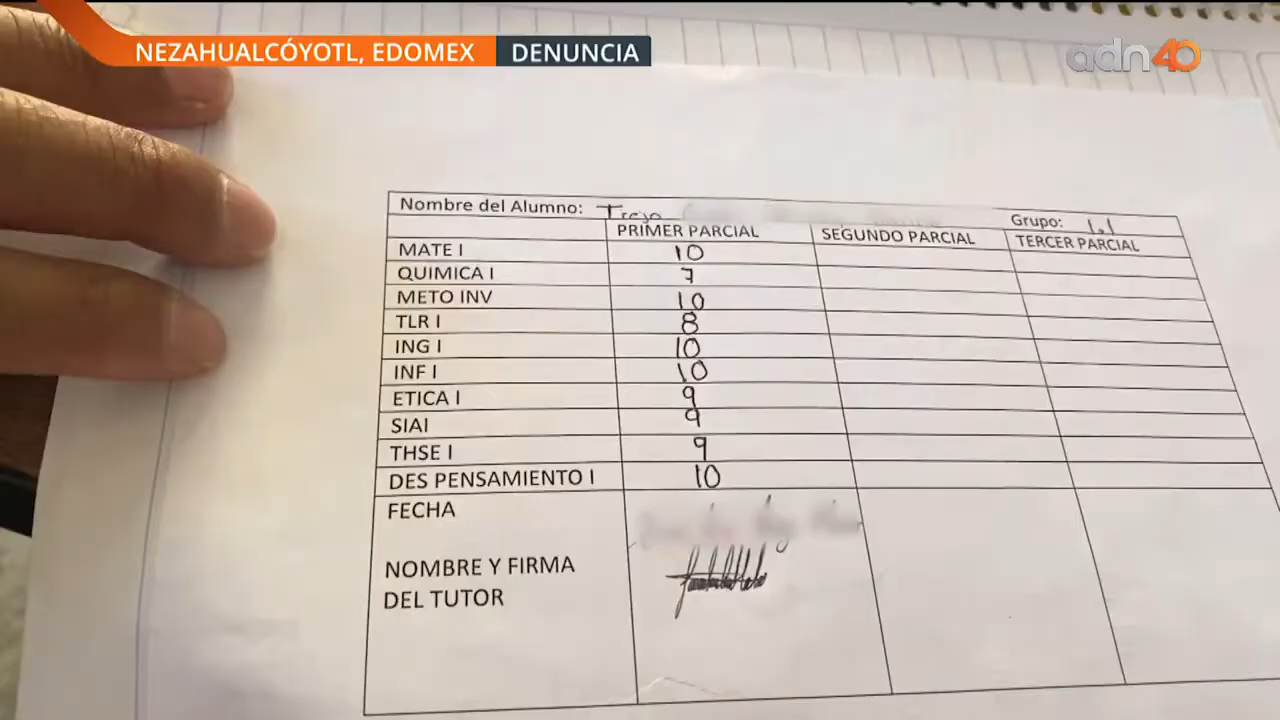 NEZAHUALCÓYOTL, EDOMEX DENUNCIA
adn40
Nombre del Alumno: Trejo Grupo: 1.1
PRIMER PARCIAL SEGUNDO PARCIAL TERCER PARCIAL
MATE I 10
QUIMICA I 7
METO INV 10
TLR I 8
ING I 10
INF I 10
ETICA I 9
SIAI 9
THSE I 9
DES PENSAMIENTO I 10
FECHA
NOMBRE Y FIRMA
DEL TUTOR